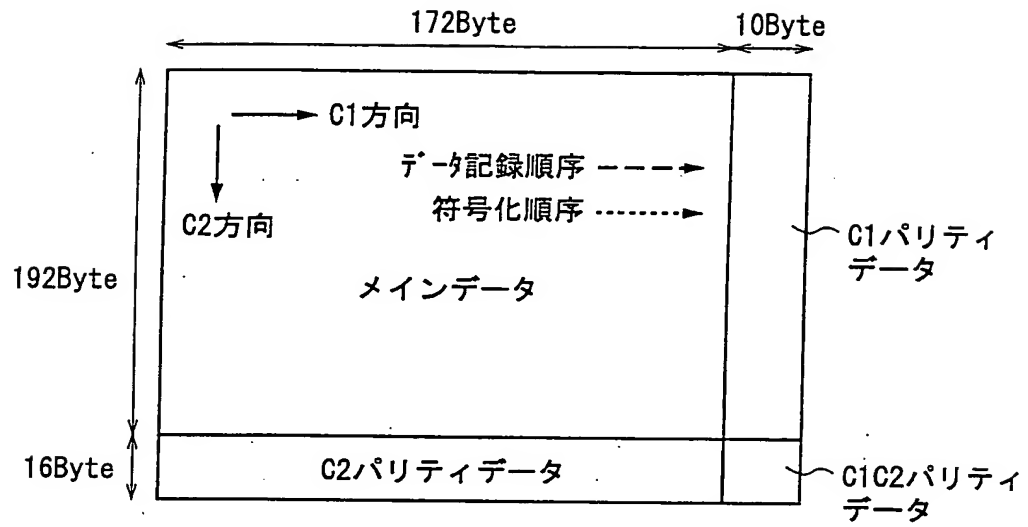 172Byte
10Byte
C1方向
データ記録順序
符号化順序
C2方向
C1パリティ
データ
192Byte
メインデータ
16Byte
C2パリティデータ
C1C2パリティ
データ